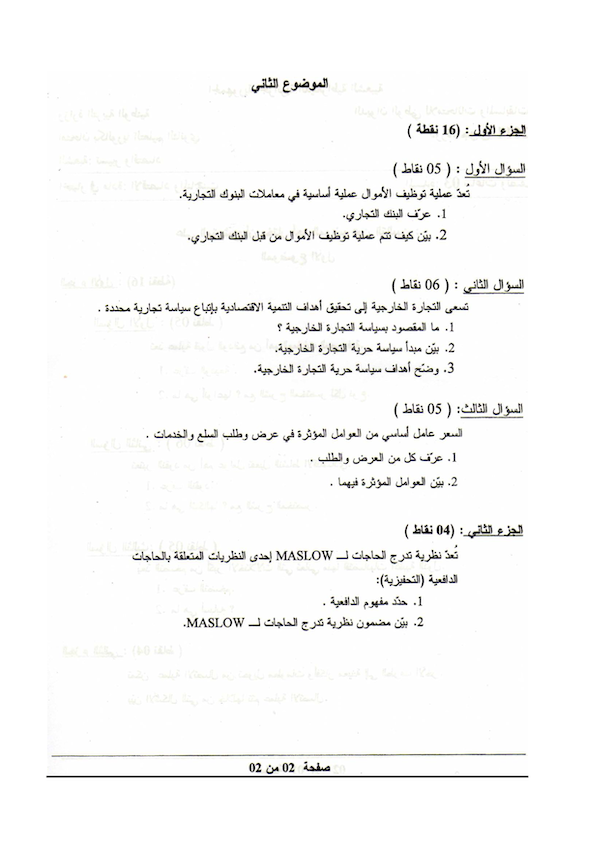 الموضوع الثاني
الجزء الأول : (16 نقطة )
السؤال الأول : ( 05 نقاط )
تُعدّ عملية توظيف الأموال عملية أساسية في معاملات البنوك التجارية.
1. عرّف البنك التجاري.
2. بيّن كيف تتم عملية توظيف الأموال من قبل البنك التجاري.
السؤال الثاني : ( 06 نقاط )
تسعى التجارة الخارجية إلى تحقيق أهداف التنمية الاقتصادية بإتباع سياسة تجارية محددة .
1. ما المقصود بسياسة التجارة الخارجية ؟
2. بيّن مبدأ سياسة حرية التجارة الخارجية.
3. وضّح أهداف سياسة حرية التجارة الخارجية.
السؤال الثالث: ( 05 نقاط )
السعر عامل أساسي من العوامل المؤثرة في عرض وطلب السلع والخدمات .
1. عرّف كل من العرض والطلب .
2. بيّن العوامل المؤثرة فيهما .
الجزء الثاني : (04 نقاط )
تُعدّ نظرية تدرج الحاجات لـــ MASLOW إحدى النظريات المتعلقة بالحاجات
الدافعية (التحفيزية):
1. حدّد مفهوم الدافعية .
2. بيّن مضمون نظرية تدرج الحاجات لـــ MASLOW.
صفحة 02 من 02